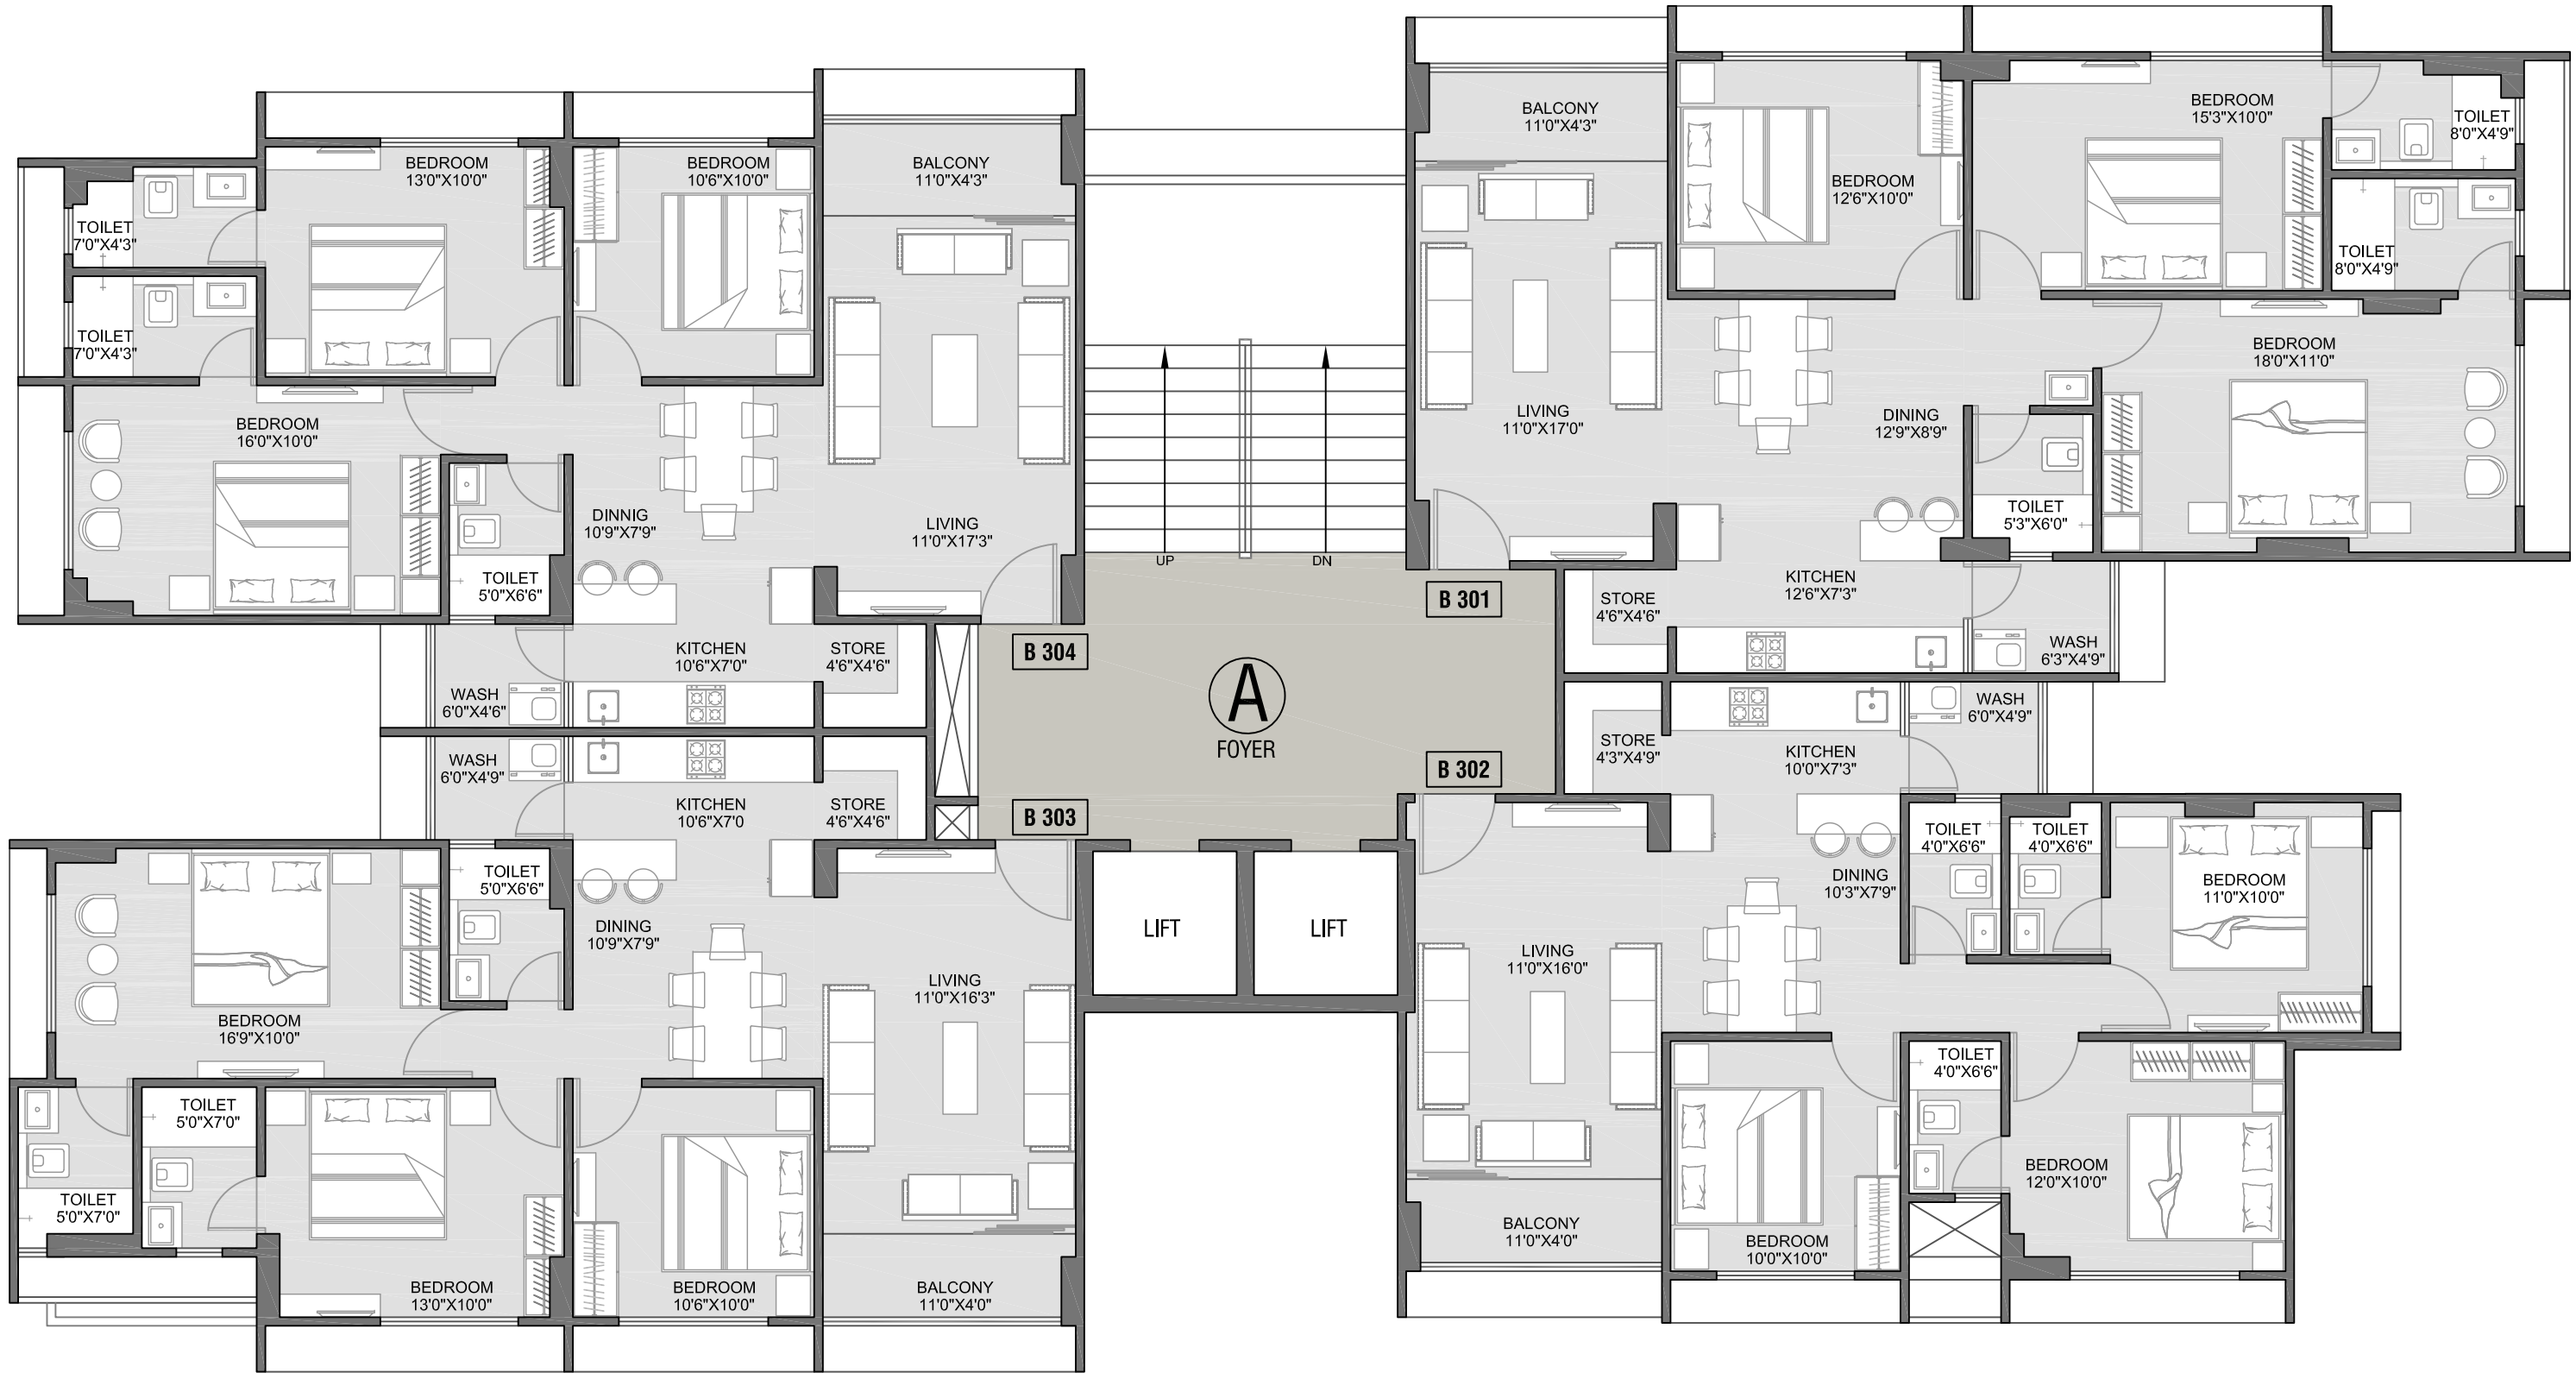 BEDROOM
13'0"X10'0"
BEDROOM
10'6"X10'0"
BALCONY
11'0"X4'3"
TOILET
7'0"X4'3"
TOILET
7'0"X4'3"
BEDROOM
16'0"X10'0"
DINNIG
10'9"X7'9"
LIVING
11'0"X17'3"
TOILET
5'0"X6'6"
KITCHEN
10'6"X7'0"
STORE
4'6"X4'6"
WASH
6'0"X4'6"
B 304
UP
DN
BALCONY
11'0"X4'3"
BEDROOM
12'6"X10'0"
BEDROOM
15'3"X10'0"
TOILET
8'0"X4'9"
TOILET
8'0"X4'9"
BEDROOM
18'0"X11'0"
LIVING
11'0"X17'0"
DINING
12'9"X8'9"
TOILET
5'3"X6'0"
KITCHEN
12'6"X7'3"
STORE
4'6"X4'6"
WASH
6'3"X4'9"
B 301
A
FOYER
B 302
B 303
LIFT
LIFT
WASH
6'0"X4'9"
KITCHEN
10'6"X7'0
STORE
4'6"X4'6"
TOILET
5'0"X6'6"
DINING
10'9"X7'9"
LIVING
11'0"X16'3"
BEDROOM
16'9"X10'0"
TOILET
5'0"X7'0"
TOILET
5'0"X7'0"
BEDROOM
13'0"X10'0"
BEDROOM
10'6"X10'0"
BALCONY
11'0"X4'0"
STORE
4'3"X4'9"
KITCHEN
10'0"X7'3"
WASH
6'0"X4'9"
TOILET
4'0"X6'6"
TOILET
4'0"X6'6"
DINING
10'3"X7'9"
BEDROOM
11'0"X10'0"
LIVING
11'0"X16'0"
TOILET
4'0"X6'6"
BEDROOM
12'0"X10'0"
BALCONY
11'0"X4'0"
BEDROOM
10'0"X10'0"